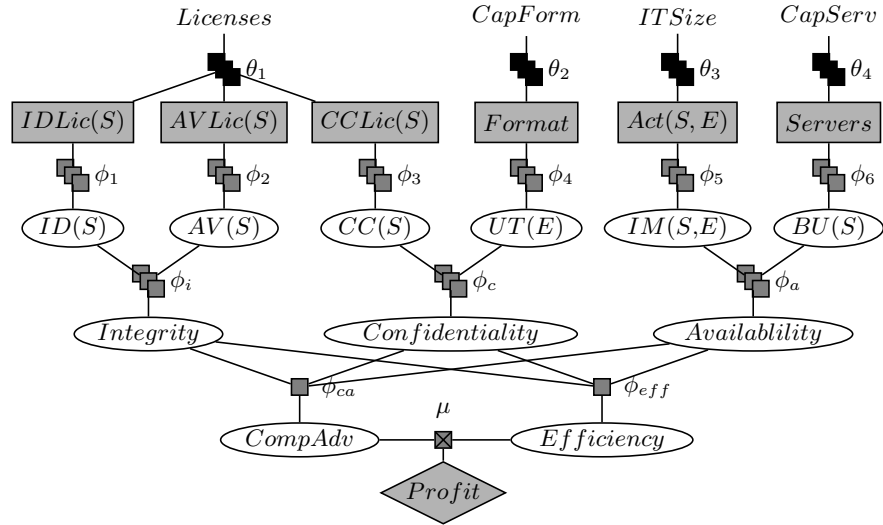 Licenses CapForm ITSize CapServ
θ1 θ2 θ3 θ4
IDLic(S) AVLic(S) CCLic(S) Format Act(S, E) Servers
ϕ1 ϕ2 ϕ3 ϕ4 ϕ5 ϕ6
ID(S) AV(S) CC(S) UT(E) IM(S,E) BU(S)
ϕi ϕc ϕa
Integrity Confidentiality Availablility
ϕca ϕeff
μ
CompAdv Efficiency
Profit